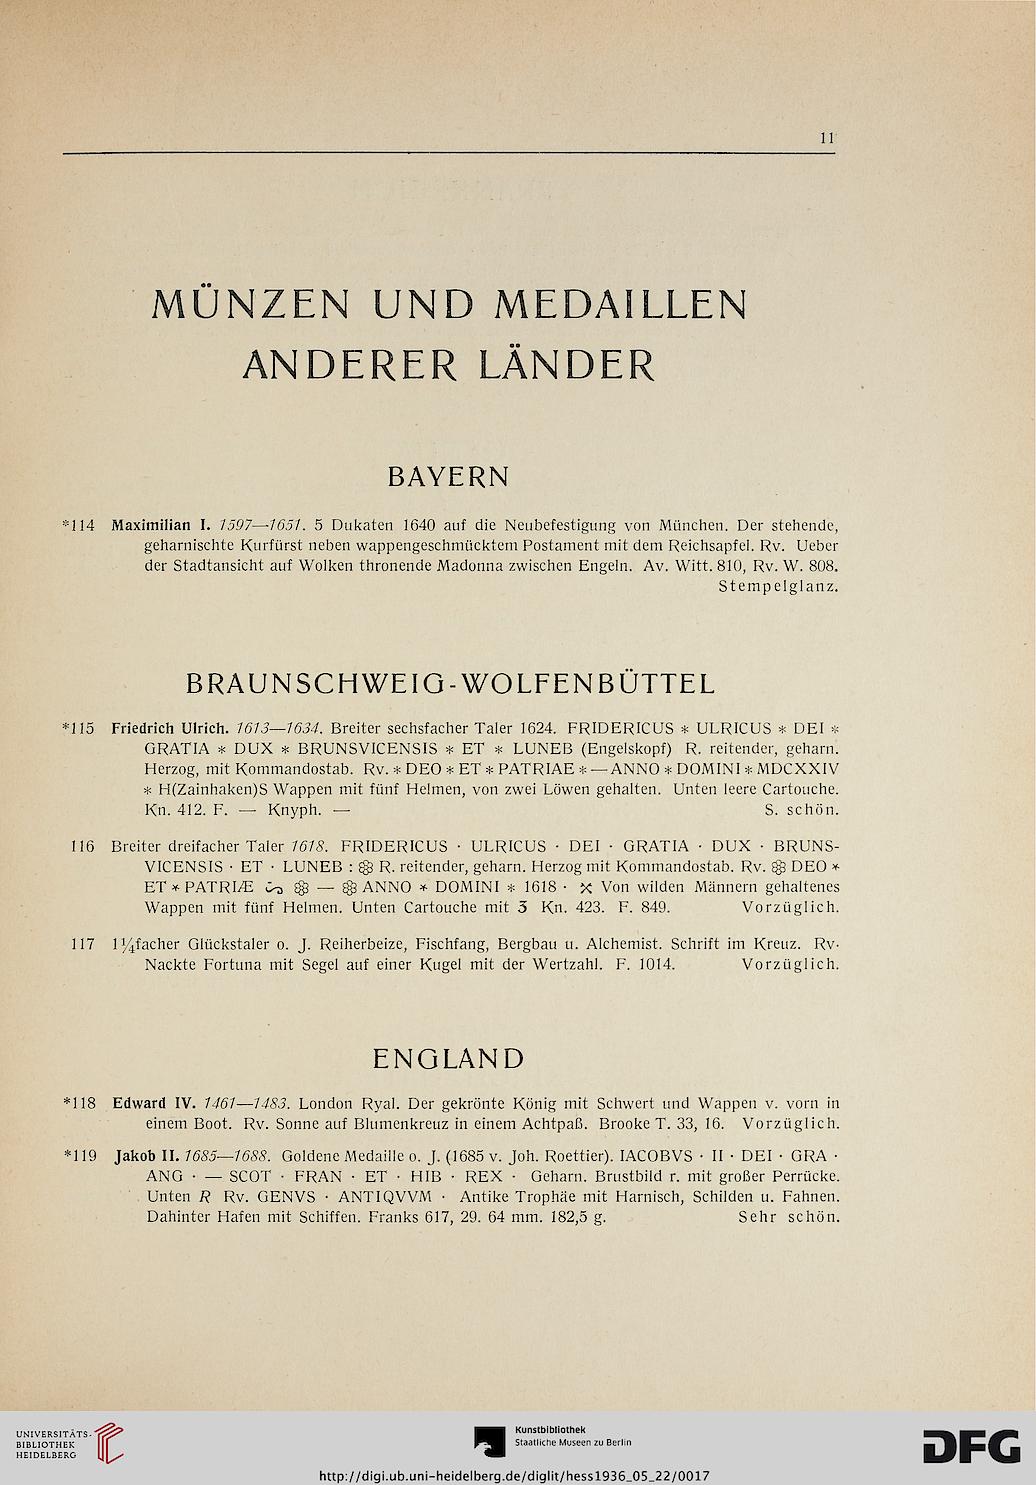 11
MÜNZEN UND MEDAILLEN
ANDERER LÄNDER
BAYERN
*114 Maximilian I. 1597—1651. 5 Dukaten 1640 auf die Neubefestigung von München. Der stehende,
geharnischte Kurfürst neben wappengeschmücktem Postament mit dem Reichsapfel. Rv. Ueber
der Stadtansicht auf Wolken thronende Madonna zwischen Engeln. Av. Witt. 810, Rv. W. 808.
Stempelglanz.
BRAUNSCHWEIG-WOLFENBÜTTEL
*115 Friedrich Ulrich. 1613—1634. Breiter sechsfacher Taler 1624. FRIDERICUS * ULRICUS * DEI *
GRATIA * DUX * BRUNSVICENSIS * ET * LUNEB (Engelskopf) R. reitender, geharn.
Herzog, mit Kommandostab. Rv. * DEO * ET * PATRIAE * — ANNO * DOMINI * MDCXXIV
* H(Zainhaken)S Wappen mit fünf Helmen, von zwei Löwen gehalten. Unten leere Cartouche.
Kn. 412. F. — Knyph. — S. schön.
116 Breiter dreifacher Taler 1618. FRIDERICUS · ULRICUS · DEI · GRATIA · DUX · BRUNS-
VICENSIS · ET · LUNEB : ֍ R. reitender, geharn. Herzog mit Kommandostab. Rv. ֍ DEO *
ET * PATRIÆ ֍ — ֍ ANNO * DOMINI * 1618 · Von wilden Männern gehaltenes
Wappen mit fünf Helmen. Unten Cartouche mit 3 Kn. 423. F. 849. Vorzüglich.
117 1¼facher Glückstaler o. J. Reiherbeize, Fischfang, Bergbau u. Alchemist. Schrift im Kreuz. Rv.
Nackte Fortuna mit Segel auf einer Kugel mit der Wertzahl. F. 1014. Vorzüglich.
ENGLAND
*118 Edward IV. 1461—1483. London Ryal. Der gekrönte König mit Schwert und Wappen v. vorn in
einem Boot. Rv. Sonne auf Blumenkreuz in einem Achtpaß. Brooke T. 33, 16. Vorzüglich.
*119 Jakob II. 1685—1688. Goldene Medaille o. J. (1685 v. Joh. Roettier). IACOBVS · II · DEI · GRA ·
ANG · — SCOT · FRAN · ET · HIB · REX · Geharn. Brustbild r. mit großer Perrücke.
Unten R Rv. GENVS · ANTIQVVM · Antike Trophäe mit Harnisch, Schilden u. Fahnen.
Dahinter Hafen mit Schiffen. Franks 617, 29. 64 mm. 182,5 g. Sehr schön.
UNIVERSITÄTS-
BIBLIOTHEK
HEIDELBERG
Kunstbibliothek
Staatliche Museen zu Berlin
DFG
http://digi.ub.uni-heidelberg.de/diglit/hess1936_05_22/0017